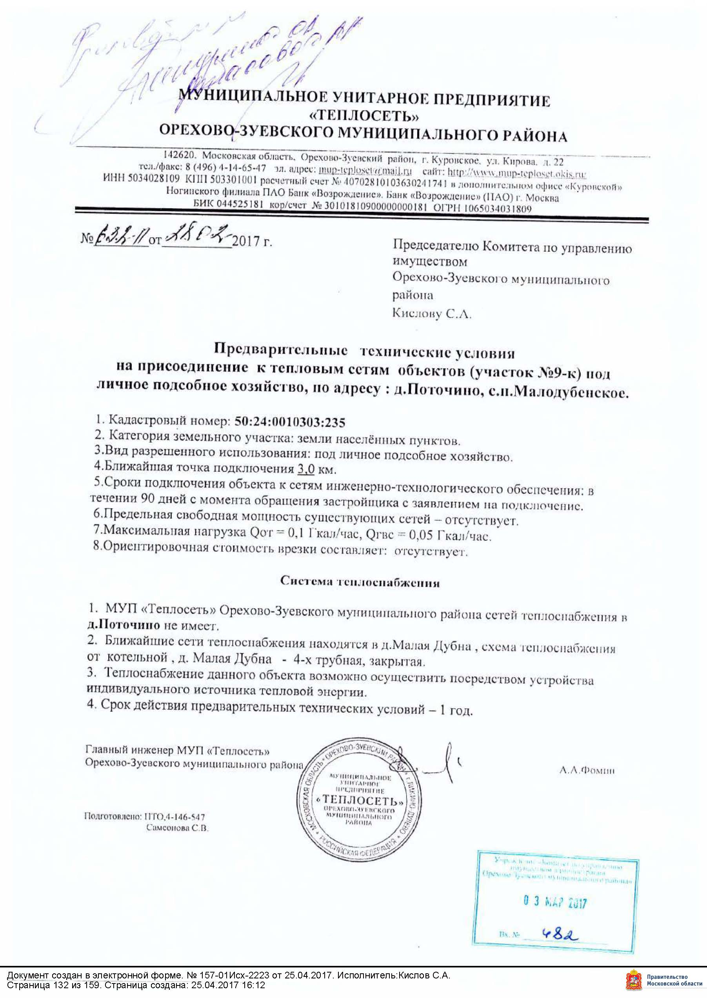 МУНИЦИПАЛЬНОЕ УНИТАРНОЕ ПРЕДПРИЯТИЕ
«ТЕПЛОСЕТЬ»
ОРЕХОВО-ЗУЕВСКОГО МУНИЦИПАЛЬНОГО РАЙОНА
142620, Московская область, Орехово-Зуевский район, г. Куровское, ул. Кирова, д. 22
тел./факс: 8 (496) 4-14-65-47 эл. адрес: mup-teploset@mail.ru сайт: http://www.mup-teploset.okis.ru/
ИНН 5034028109 КПП 503301001 расчетный счет № 40702810103630241741 в дополнительном офисе «Куровской»
Ногинского филиала ПАО Банк «Возрождение». Банк «Возрождение» (ПАО) г. Москва
БИК 044525181 кор/счет № 30101810900000000181 ОГРН 1065034031809
№ 632-П от 28 02 2017 г.
Председателю Комитета по управлению
имуществом
Орехово-Зуевского муниципального
района
Кислову С.А.
Предварительные технические условия
на присоединение к тепловым сетям объектов (участок №9-к) под
личное подсобное хозяйство, по адресу : д.Поточино, с.п.Малодубенское.
1. Кадастровый номер: 50:24:0010303:235
2. Категория земельного участка: земли населённых пунктов.
3.Вид разрешенного использования: под личное подсобное хозяйство.
4.Ближайшая точка подключения 3,0 км.
5.Сроки подключения объекта к сетям инженерно-технологического обеспечения: в
течении 90 дней с момента обращения застройщика с заявлением на подключение.
6.Предельная свободная мощность существующих сетей – отсутствует.
7.Максимальная нагрузка Qот = 0,1 Гкал/час, Qгвс = 0,05 Гкал/час.
8.Ориентировочная стоимость врезки составляет: отсутствует.
Система теплоснабжения
1. МУП «Теплосеть» Орехово-Зуевского муниципального района сетей теплоснабжения в
д.Поточино не имеет.
2. Ближайшие сети теплоснабжения находятся в д.Малая Дубна , схема теплоснабжения
от котельной , д. Малая Дубна - 4-х трубная, закрытая.
3. Теплоснабжение данного объекта возможно осуществить посредством устройства
индивидуального источника тепловой энергии.
4. Срок действия предварительных технических условий – 1 год.
Главный инженер МУП «Теплосеть»
Орехово-Зуевского муниципального района
А.А.Фомин
МОСКОВСКАЯ ОБЛАСТЬ * ОРЕХОВО-ЗУЕВСКИЙ РАЙОН * г. ЛИКИНО-ДУЛЕВО * РОССИЙСКАЯ ФЕДЕРАЦИЯ *
МУНИЦИПАЛЬНОЕ
УНИТАРНОЕ
ПРЕДПРИЯТИЕ
«ТЕПЛОСЕТЬ»
ОРЕХОВО-ЗУЕВСКОГО
МУНИЦИПАЛЬНОГО
РАЙОНА
Подготовлено: ПТО,4-146-547
Самсонова С.В.
Учреждение «Комитет по управлению
имуществом администрации
Орехово-Зуевского муниципального района»
03 МАР 2017
Вх. № 482
Документ создан в электронной форме. № 157-01Исх-2223 от 25.04.2017. Исполнитель:Кислов С.А.
Страница 132 из 159. Страница создана: 25.04.2017 16:12
Правительство
Московской области